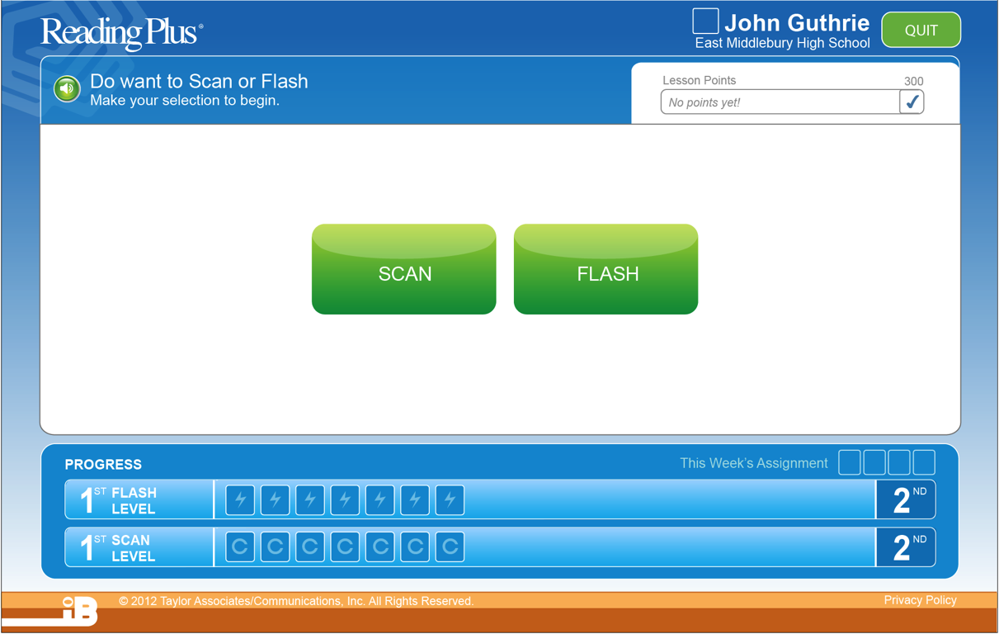 Reading Plus®
John Guthrie
East Middlebury High School
QUIT
Do want to Scan or Flash
Make your selection to begin.
Lesson Points 300
No points yet!
SCAN
FLASH
PROGRESS
This Week's Assignment
1ST FLASH LEVEL
2ND
1ST SCAN LEVEL
2ND
iB
© 2012 Taylor Associates/Communications, Inc. All Rights Reserved.
Privacy Policy